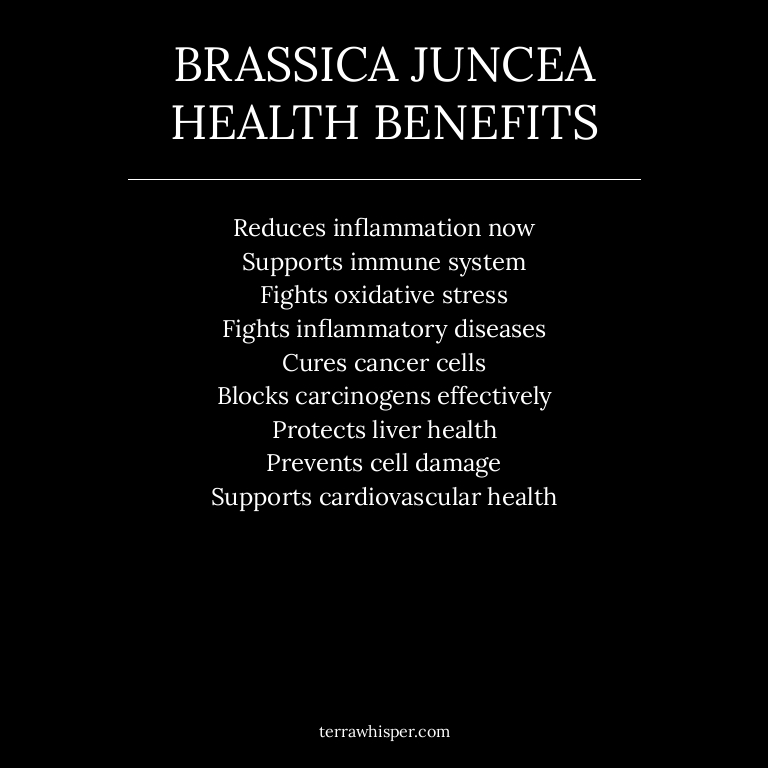 BRASSICA JUNCEA
HEALTH BENEFITS
Reduces inflammation now
Supports immune system
Fights oxidative stress
Fights inflammatory diseases
Cures cancer cells
Blocks carcinogens effectively
Protects liver health
Prevents cell damage
Supports cardiovascular health
terrawhisper.com